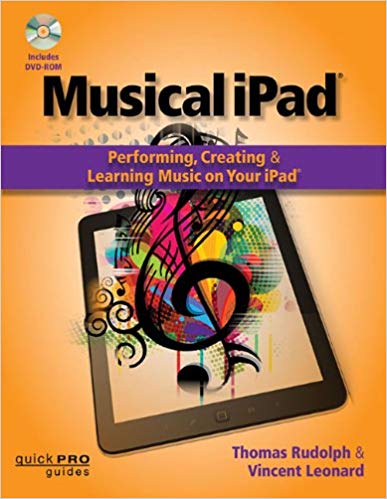 Includes
DVD-ROM
Musical iPad®
Performing, Creating &
Learning Music on Your iPad®
quick PRO
guides
Thomas Rudolph &
Vincent Leonard